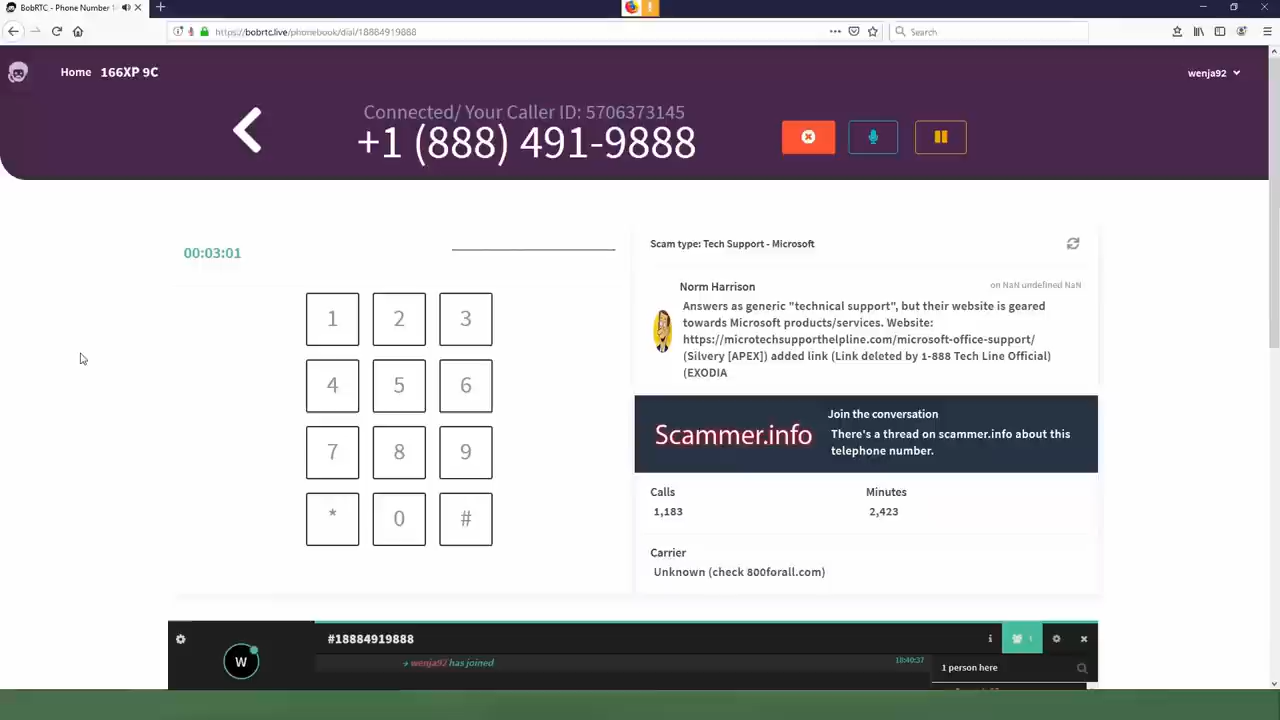 BobRTC - Phone Number
https://bobrtc.live/phonebook/dial/18884919888
Search
Home 166XP 9C
wenja92
Connected/ Your Caller ID: 5706373145
+1 (888) 491-9888
00:03:01
1 2 3
4 5 6
7 8 9
* 0 #
Scam type: Tech Support - Microsoft
Norm Harrison
on NaN undefined NaN
Answers as generic "technical support", but their website is geared
towards Microsoft products/services. Website:
https://microtechsupporthelpline.com/microsoft-office-support/
(Silvery [APEX]) added link (Link deleted by 1-888 Tech Line Official)
(EXODIA
Scammer.info
Join the conversation
There's a thread on scammer.info about this
telephone number.
Calls Minutes
1,183 2,423
Carrier
Unknown (check 800forall.com)
W
#18884919888
i 1
wenja92 has joined
18:40:37
1 person here